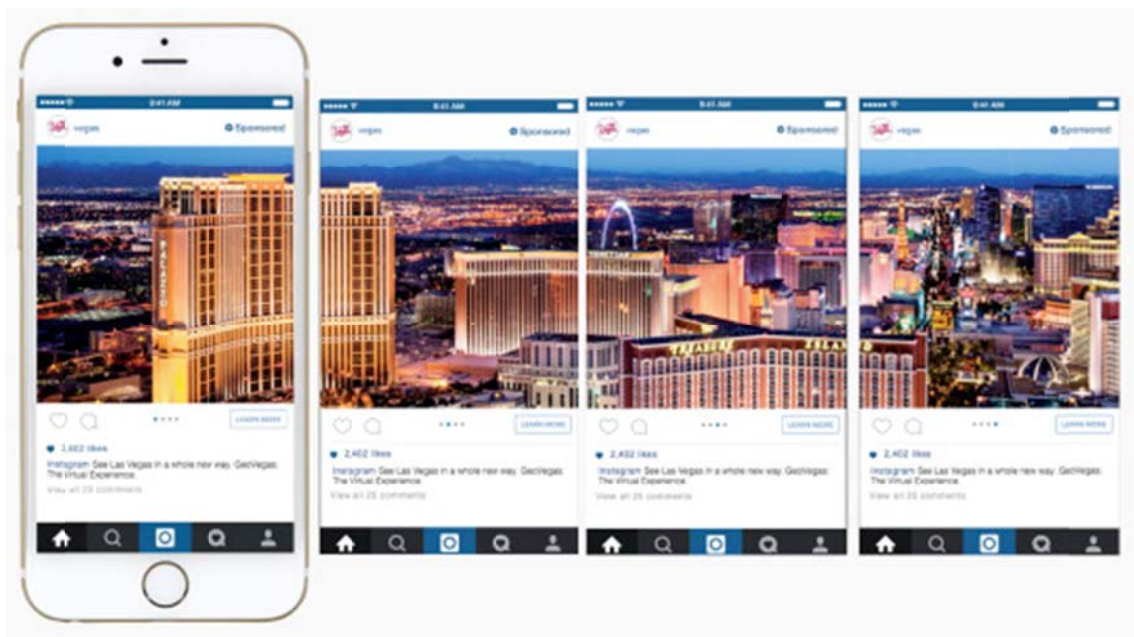 9:41 AM
vegas
Sponsored
PALAZZO
LEARN MORE
2,402 likes
Instagram See Las Vegas in a whole new way. GeoVegas:
The Virtual Experience.
View all 25 comments
9:41 AM
vegas
Sponsored
LEARN MORE
2,402 likes
Instagram See Las Vegas in a whole new way. GeoVegas:
The Virtual Experience.
View all 25 comments
9:41 AM
vegas
Sponsored
TREASURE ISLAND
LEARN MORE
2,402 likes
Instagram See Las Vegas in a whole new way. GeoVegas:
The Virtual Experience.
View all 25 comments
9:41 AM
vegas
Sponsored
LEARN MORE
2,402 likes
Instagram See Las Vegas in a whole new way. GeoVegas:
The Virtual Experience.
View all 25 comments